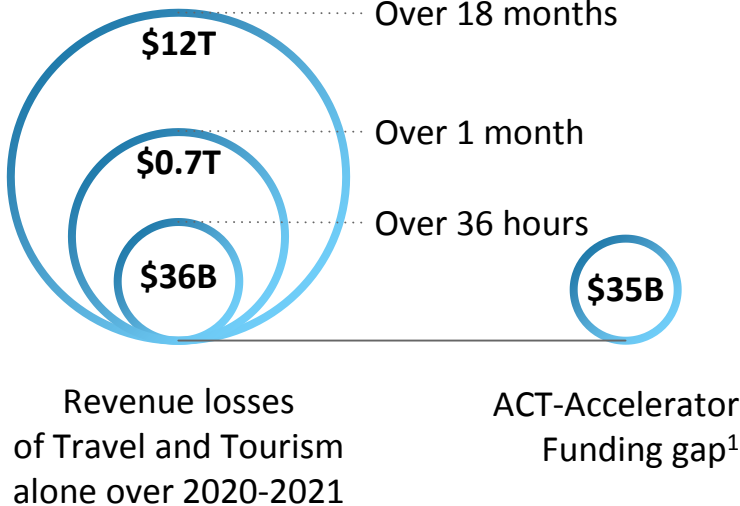 Over 18 months
$12T
Over 1 month
$0.7T
Over 36 hours
$36B
$35B
Revenue losses
of Travel and Tourism
alone over 2020-2021
ACT-Accelerator
Funding gap¹